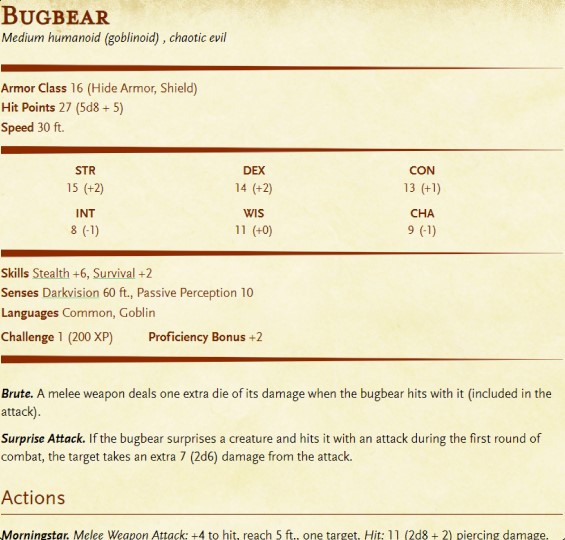 BUGBEAR
Medium humanoid (goblinoid) , chaotic evil
Armor Class 16 (Hide Armor, Shield)
Hit Points 27 (5d8 + 5)
Speed 30 ft.
STR DEX CON
15 (+2) 14 (+2) 13 (+1)
INT WIS CHA
8 (-1) 11 (+0) 9 (-1)
Skills Stealth +6, Survival +2
Senses Darkvision 60 ft., Passive Perception 10
Languages Common, Goblin
Challenge 1 (200 XP) Proficiency Bonus +2
Brute. A melee weapon deals one extra die of its damage when the bugbear hits with it (included in the
attack).
Surprise Attack. If the bugbear surprises a creature and hits it with an attack during the first round of
combat, the target takes an extra 7 (2d6) damage from the attack.
Actions
Morningstar. Melee Weapon Attack: +4 to hit, reach 5 ft., one target. Hit: 11 (2d8 + 2) piercing damage.